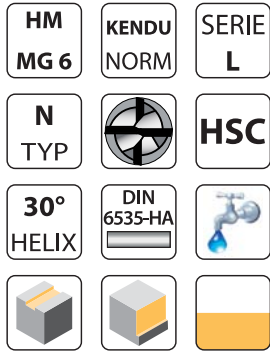 HM
MG 6
KENDU
NORM
SERIE
L
N
TYP
HSC
30°
HELIX
DIN
6535-HA